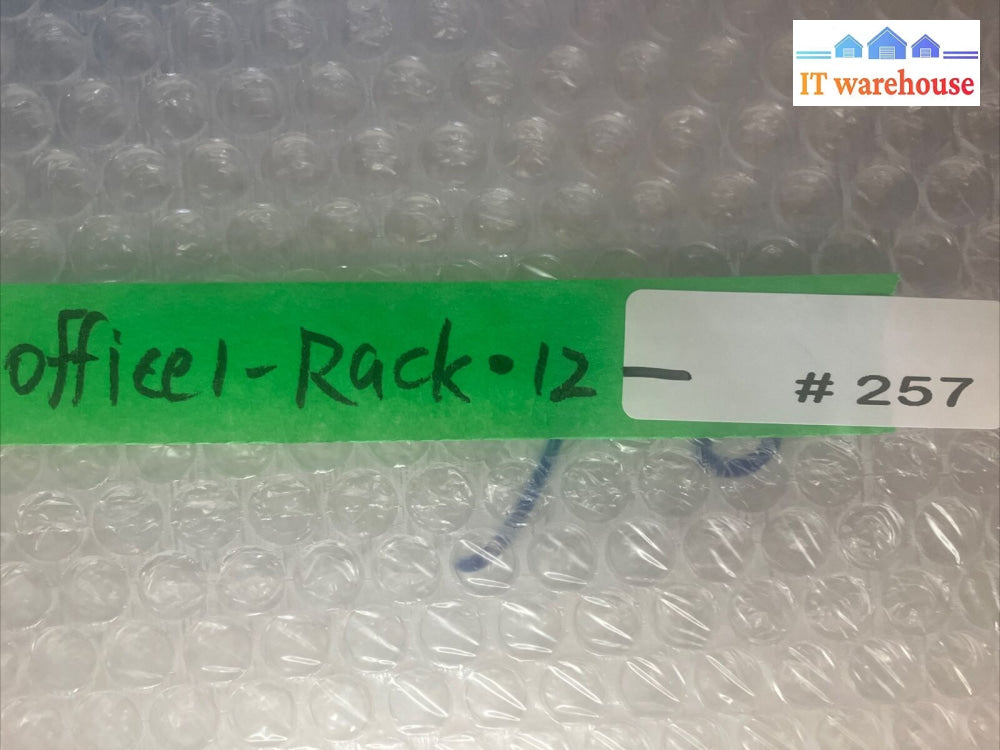 IT warehouse
office1-Rack•12 - # 257